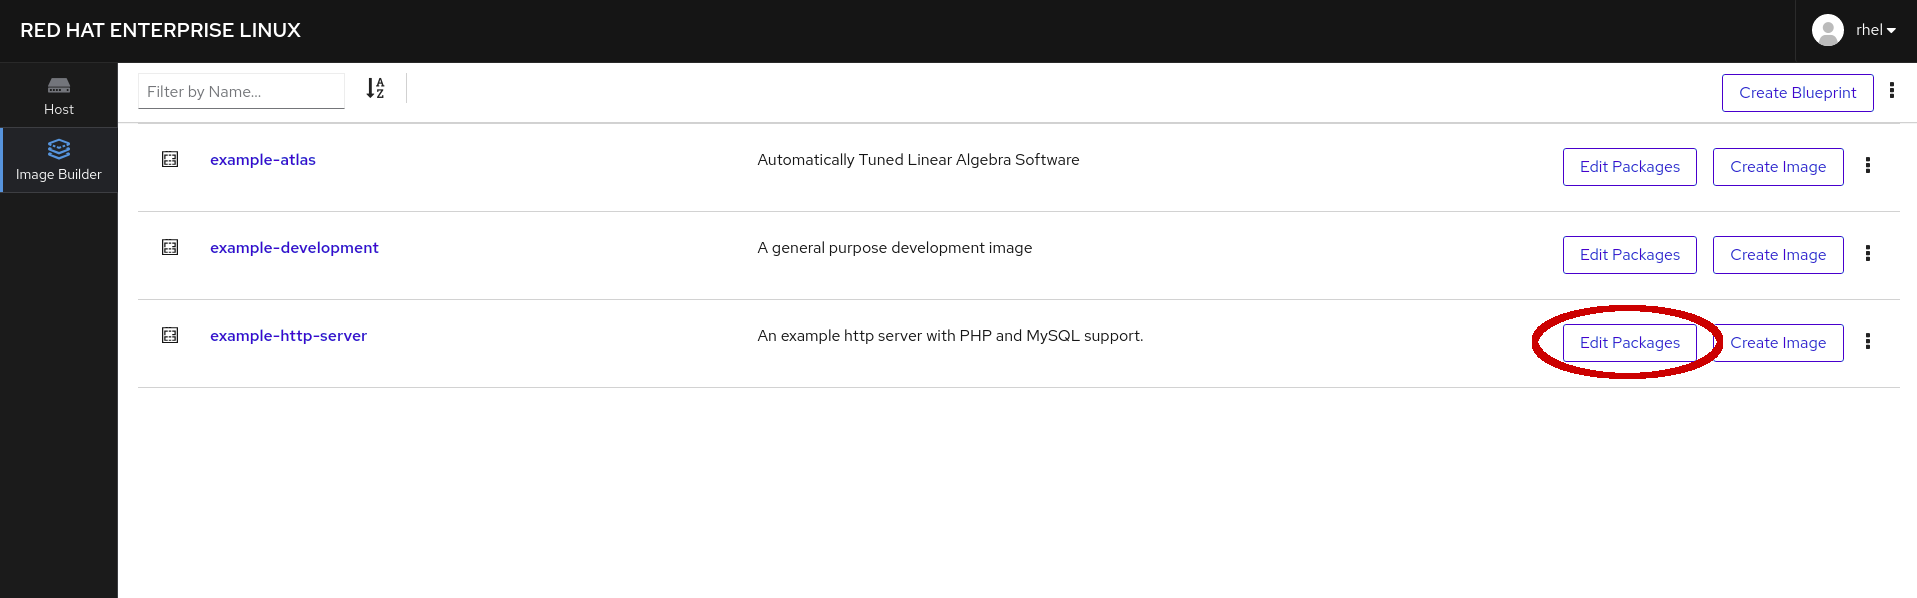 RED HAT ENTERPRISE LINUX
rhel
Host
Image Builder
Filter by Name...
A
Z
Create Blueprint
example-atlas Automatically Tuned Linear Algebra Software Edit Packages Create Image
example-development A general purpose development image Edit Packages Create Image
example-http-server An example http server with PHP and MySQL support. Edit Packages Create Image